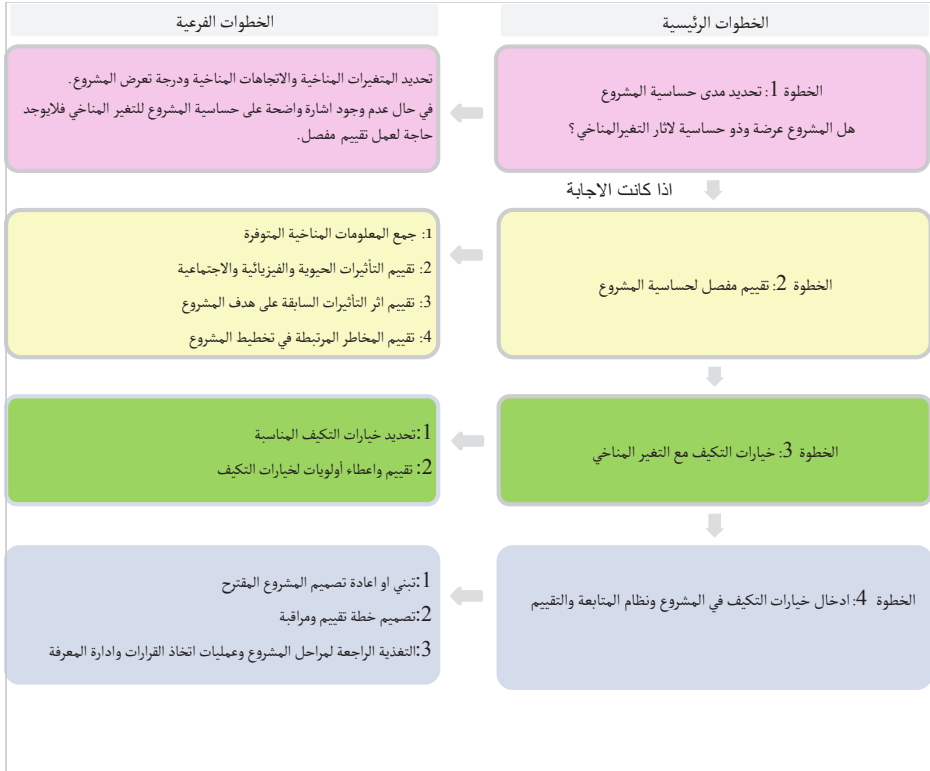 الخطوات الرئيسية
الخطوات الفرعية
الخطوة 1: تحديد مدى حساسية المشروع
هل المشروع عرضة وذو حساسية لاثار التغيرالمناخي؟
تحديد المتغيرات المناخية والاتجاهات المناخية ودرجة تعرض المشروع.
في حال عدم وجود اشارة واضحة على حساسية المشروع للتغير المناخي فلايوجد
حاجة لعمل تقييم مفصل.
اذا كانت الاجابة
الخطوة 2: تقييم مفصل لحساسية المشروع
1: جمع المعلومات المناخية المتوفرة
2: تقييم التأثيرات الحيوية والفيزيائية والاجتماعية
3: تقييم اثر التأثيرات السابقة على هدف المشروع
4: تقييم المخاطر المرتبطة في تخطيط المشروع
الخطوة 3: خيارات التكيف مع التغير المناخي
1:تحديد خيارات التكيف المناسبة
2: تقييم واعطاء أولويات لخيارات التكيف
الخطوة 4: ادخال خيارات التكيف في المشروع ونظام المتابعة والتقييم
1:تبني او اعادة تصميم المشروع المقترح
2:تصميم خطة تقييم ومراقبة
3:التغذية الراجعة لمراحل المشروع وعمليات اتخاذ القرارات وادارة المعرفة